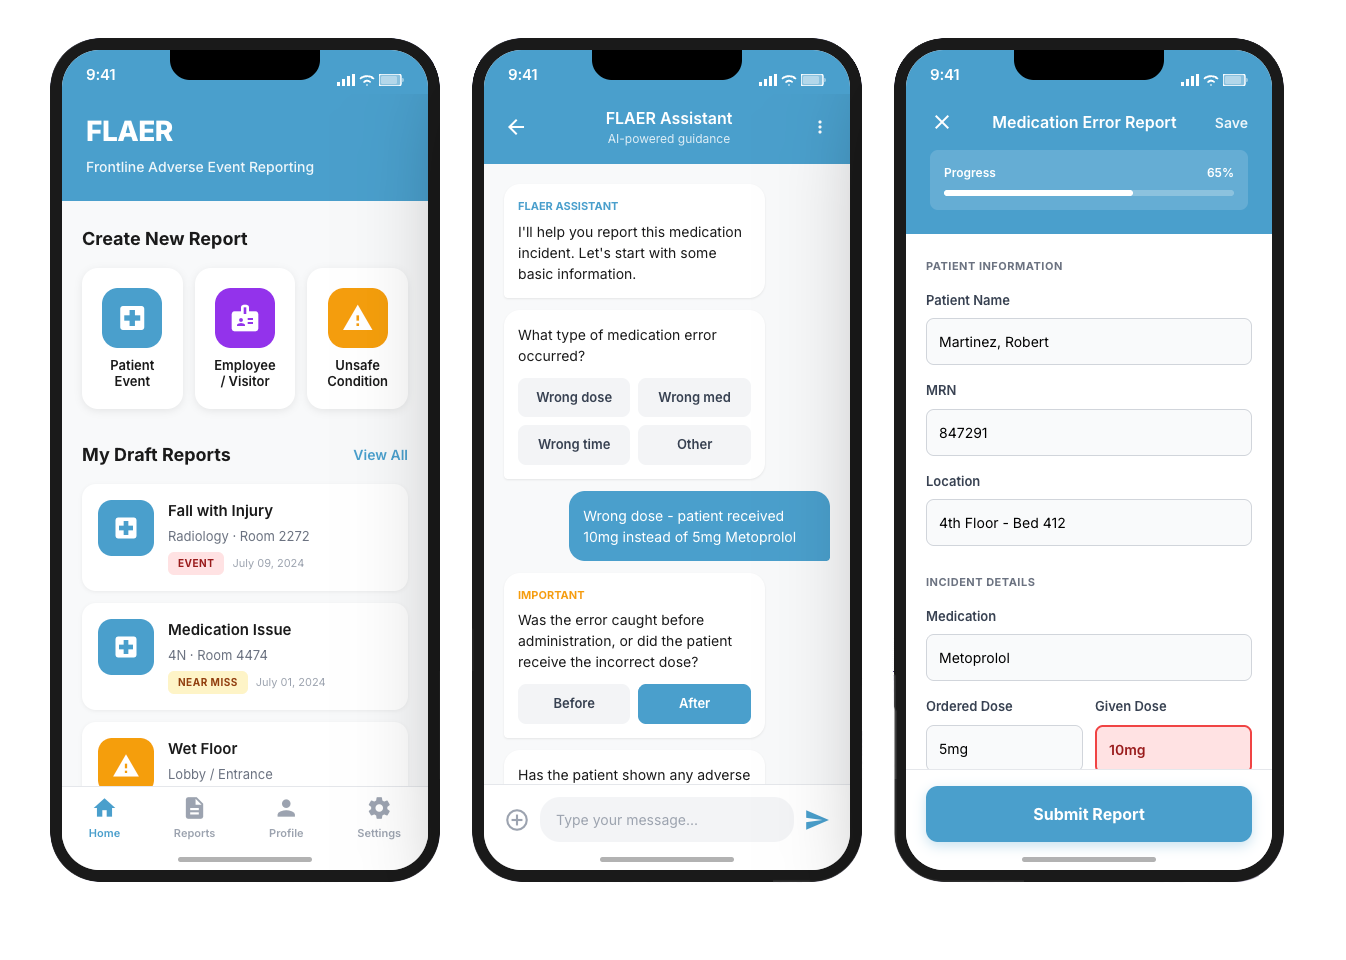 9:41
FLAER
Frontline Adverse Event Reporting
Create New Report
Patient
Event
Employee
/ Visitor
Unsafe
Condition
My Draft Reports
View All
Fall with Injury
Radiology · Room 2272
EVENT
July 09, 2024
Medication Issue
4N · Room 4474
NEAR MISS
July 01, 2024
Wet Floor
Lobby / Entrance
Home
Reports
Profile
Settings
9:41
FLAER Assistant
AI-powered guidance
FLAER ASSISTANT
I'll help you report this medication
incident. Let's start with some
basic information.
What type of medication error
occurred?
Wrong dose
Wrong med
Wrong time
Other
Wrong dose - patient received
10mg instead of 5mg Metoprolol
IMPORTANT
Was the error caught before
administration, or did the patient
receive the incorrect dose?
Before
After
Has the patient shown any adverse
Type your message...
9:41
Medication Error Report
Save
Progress
65%
PATIENT INFORMATION
Patient Name
Martinez, Robert
MRN
847291
Location
4th Floor - Bed 412
INCIDENT DETAILS
Medication
Metoprolol
Ordered Dose
Given Dose
5mg
10mg
Submit Report